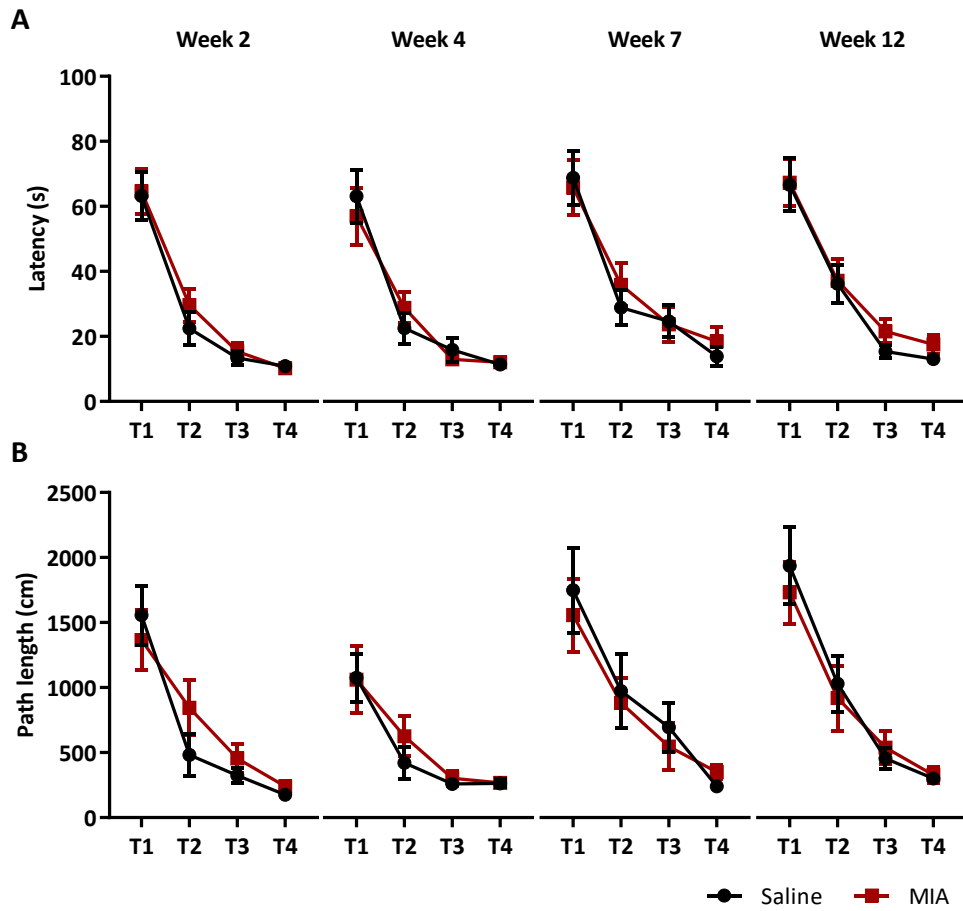 A
Week 2 Week 4 Week 7 Week 12
Latency (s)
100
80
60
40
20
0
T1 T2 T3 T4 T1 T2 T3 T4 T1 T2 T3 T4 T1 T2 T3 T4
B
Path length (cm)
2500
2000
1500
1000
500
0
T1 T2 T3 T4 T1 T2 T3 T4 T1 T2 T3 T4 T1 T2 T3 T4
Saline MIA